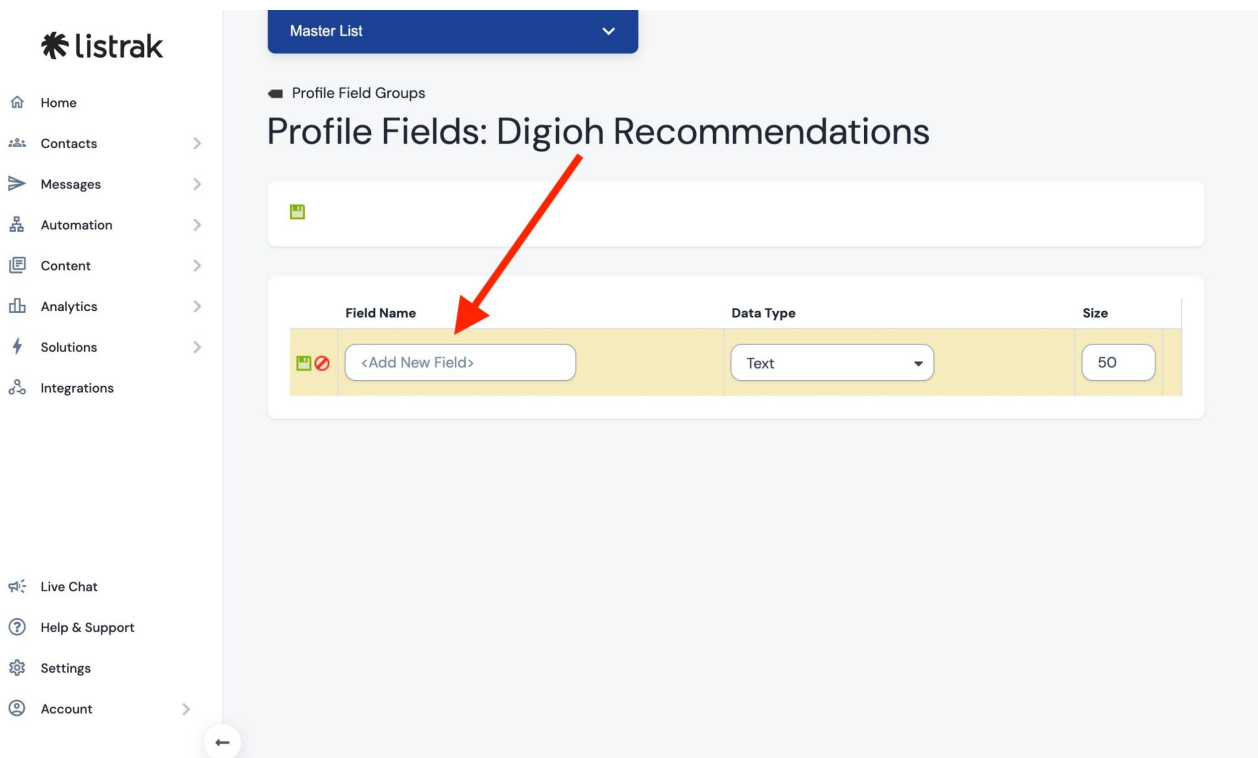 listrak
Home
Contacts
Messages
Automation
Content
Analytics
Solutions
Integrations
Live Chat
Help & Support
Settings
Account
Master List
Profile Field Groups
Profile Fields: Digioh Recommendations
Field Name Data Type Size
<Add New Field> Text 50